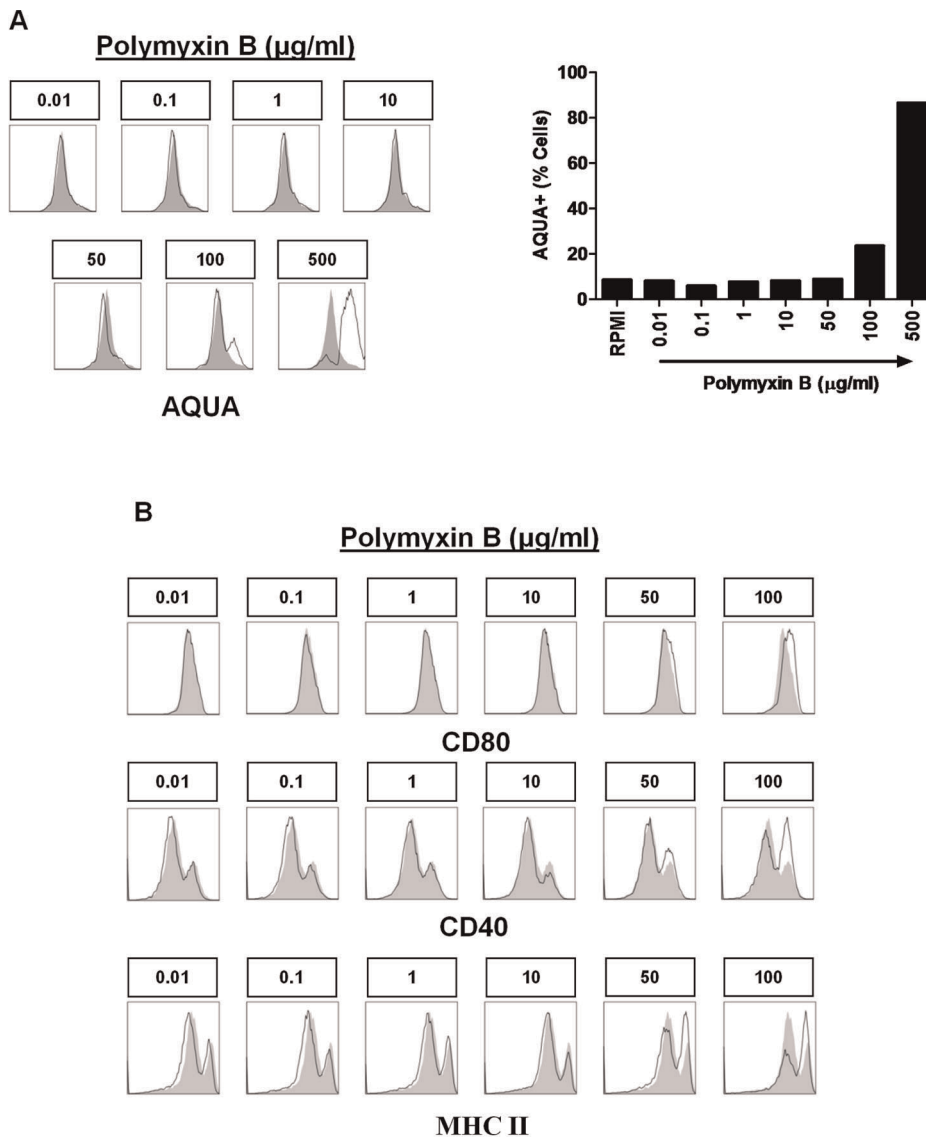 A
Polymyxin B (µg/ml)
0.01 0.1 1 10
50 100 500
AQUA
100
80
60
40
20
0
AQUA+ (% Cells)
RPMI 0.01 0.1 1 10 50 100 500
Polymyxin B (µg/ml)
B
Polymyxin B (µg/ml)
0.01 0.1 1 10 50 100
CD80
0.01 0.1 1 10 50 100
CD40
0.01 0.1 1 10 50 100
MHC II